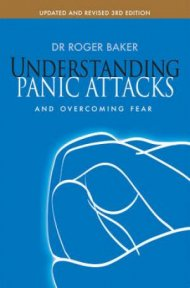 UPDATED AND REVISED 3RD EDITION
DR ROGER BAKER
UNDERSTANDING
PANIC ATTACKS
AND OVERCOMING FEAR